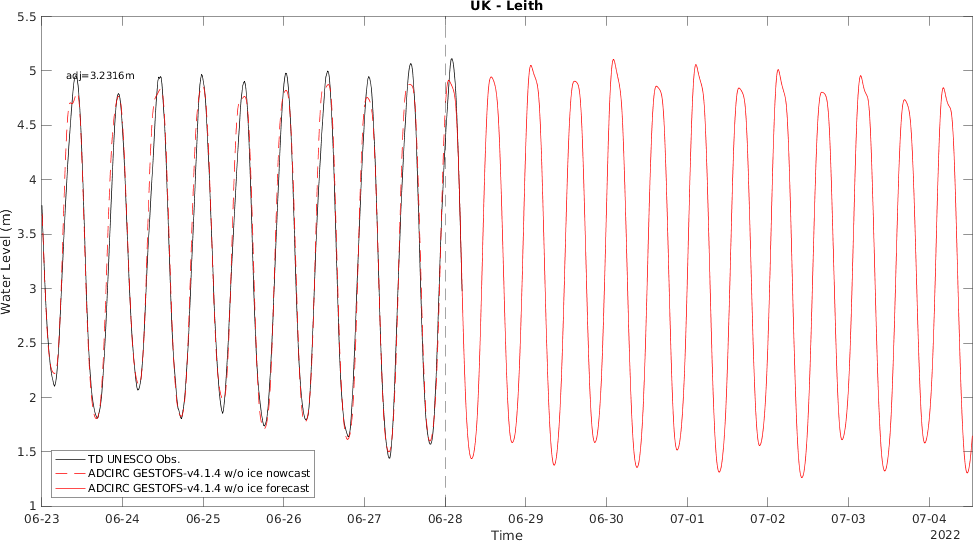 UK - Leith
5.5
5
4.5
4
3.5
3
2.5
2
1.5
1
Water Level (m)
adj=3.2316m
TD UNESCO Obs.
ADCIRC GESTOFS-v4.1.4 w/o ice nowcast
ADCIRC GESTOFS-v4.1.4 w/o ice forecast
06-23 06-24 06-25 06-26 06-27 06-28 06-29 06-30 07-01 07-02 07-03 07-04
Time
2022